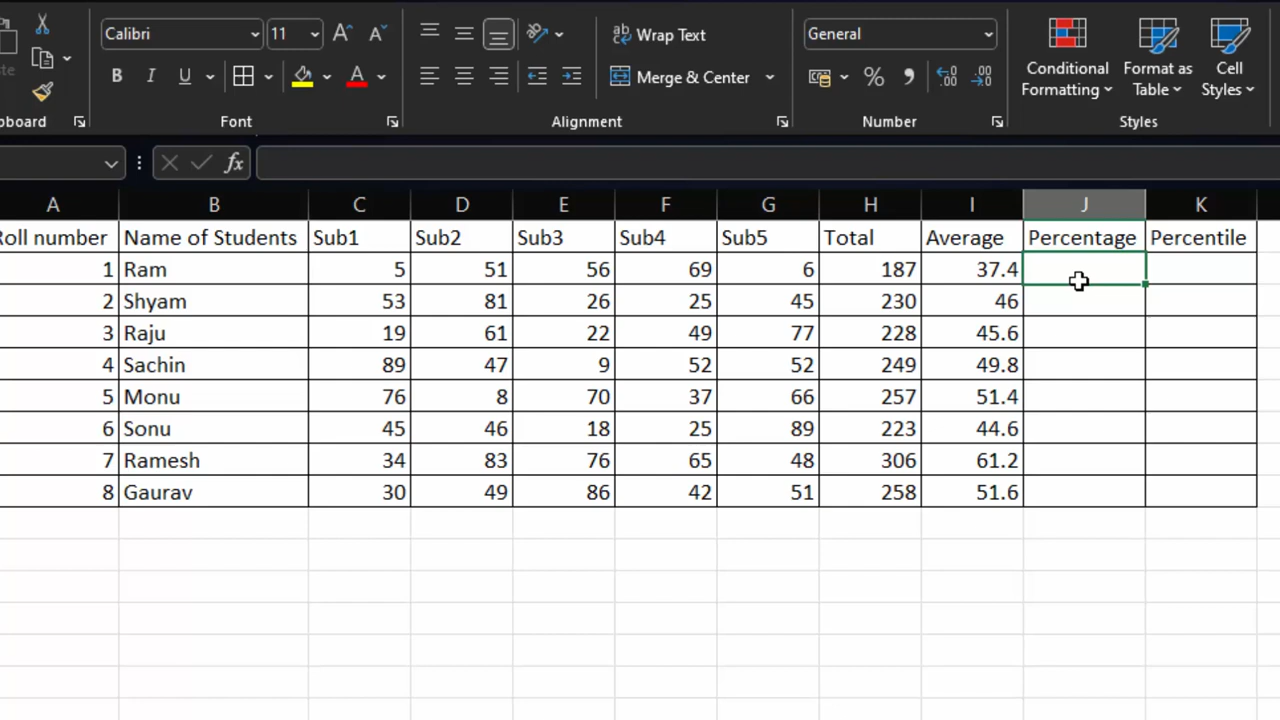 Calibri 11 Wrap Text General
B I U Merge & Center % Conditional Formatting Format as Table Cell Styles
Font Alignment Number Styles
fx
A B C D E F G H I J K
Roll number Name of Students Sub1 Sub2 Sub3 Sub4 Sub5 Total Average Percentage Percentile
1 Ram 5 51 56 69 6 187 37.4
2 Shyam 53 81 26 25 45 230 46
3 Raju 19 61 22 49 77 228 45.6
4 Sachin 89 47 9 52 52 249 49.8
5 Monu 76 8 70 37 66 257 51.4
6 Sonu 45 46 18 25 89 223 44.6
7 Ramesh 34 83 76 65 48 306 61.2
8 Gaurav 30 49 86 42 51 258 51.6